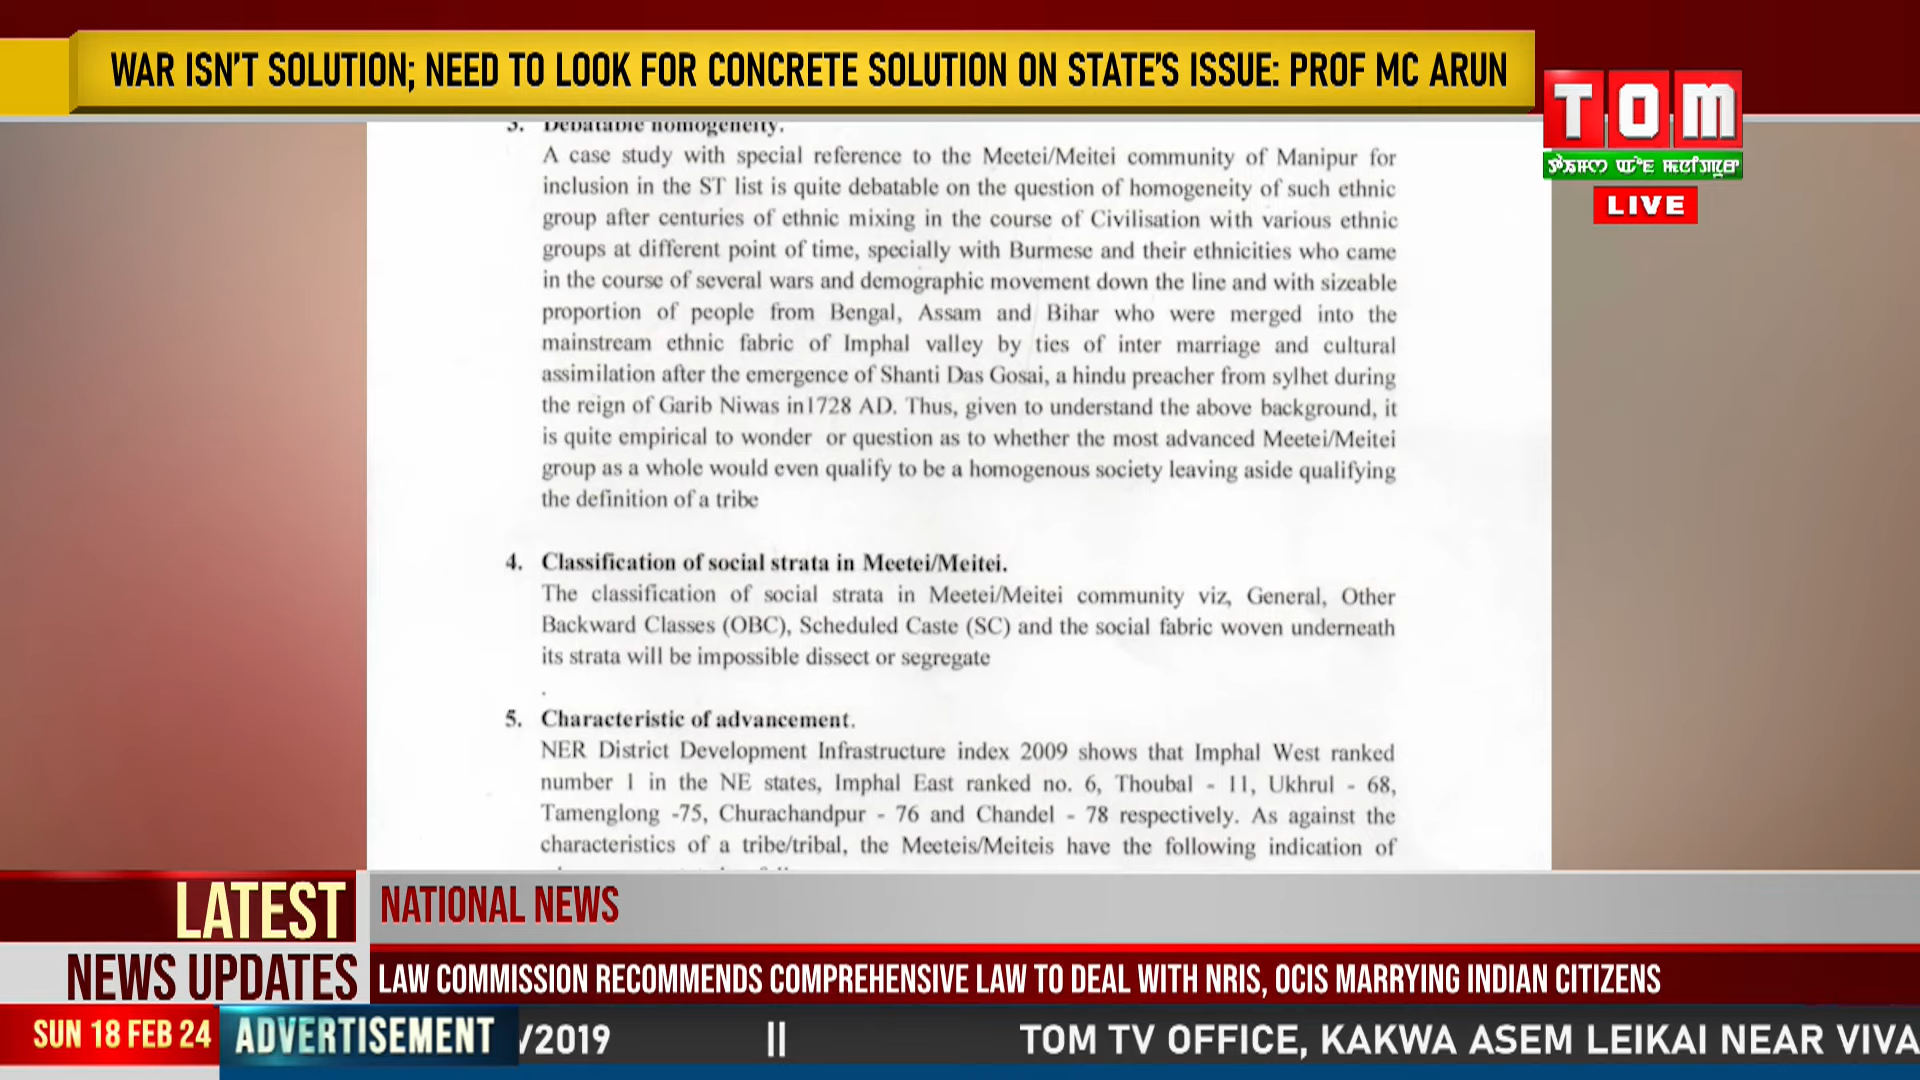 WAR ISN'T SOLUTION; NEED TO LOOK FOR CONCRETE SOLUTION ON STATE'S ISSUE: PROF MC ARUN
TOM
LIVE
3. Debatable homogeneity.
A case study with special reference to the Meetei/Meitei community of Manipur for
inclusion in the ST list is quite debatable on the question of homogeneity of such ethnic
group after centuries of ethnic mixing in the course of Civilisation with various ethnic
groups at different point of time, specially with Burmese and their ethnicities who came
in the course of several wars and demographic movement down the line and with sizeable
proportion of people from Bengal, Assam and Bihar who were merged into the
mainstream ethnic fabric of Imphal valley by ties of inter marriage and cultural
assimilation after the emergence of Shanti Das Gosai, a hindu preacher from sylhet during
the reign of Garib Niwas in1728 AD. Thus, given to understand the above background, it
is quite empirical to wonder or question as to whether the most advanced Meetei/Meitei
group as a whole would even qualify to be a homogenous society leaving aside qualifying
the definition of a tribe
4. Classification of social strata in Meetei/Meitei.
The classification of social strata in Meetei/Meitei community viz, General, Other
Backward Classes (OBC), Scheduled Caste (SC) and the social fabric woven underneath
its strata will be impossible dissect or segregate
.
5. Characteristic of advancement.
NER District Development Infrastructure index 2009 shows that Imphal West ranked
number 1 in the NE states, Imphal East ranked no. 6, Thoubal - 11, Ukhrul - 68,
Tamenglong -75, Churachandpur - 76 and Chandel - 78 respectively. As against the
characteristics of a tribe/tribal, the Meeteis/Meiteis have the following indication of
LATEST
NEWS UPDATES
NATIONAL NEWS
LAW COMMISSION RECOMMENDS COMPREHENSIVE LAW TO DEAL WITH NRIS, OCIS MARRYING INDIAN CITIZENS
SUN 18 FEB 24
ADVERTISEMENT
/2019 || TOM TV OFFICE, KAKWA ASEM LEIKAI NEAR VIVA